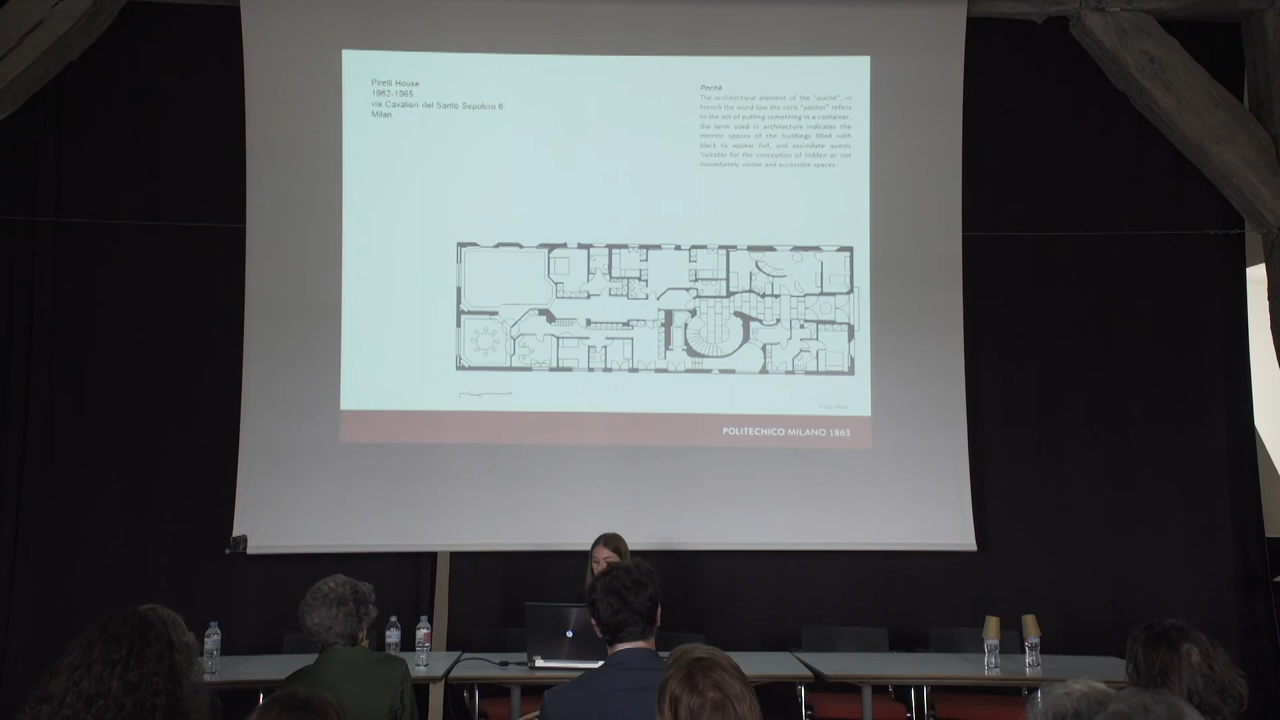 Pirelli House
1962-1965
via Cavalieri del Santo Sepolcro 6.
Milan
Poché
The architectural element of the "poché", in
French the word low the verb "pocher" refers
to the act of putting something in a container,
the term used in architecture indicates the
interior spaces of the buildings filled with
black to appear full, and assimilate quests
suitable for the conception of hidden or not
immediately visible and accessible spaces.
POLITECNICO MILANO 1863